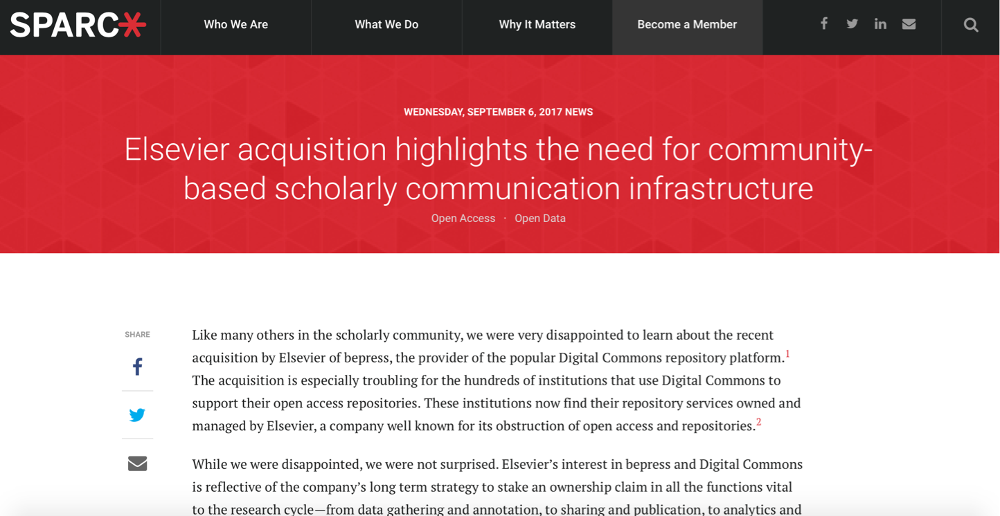 SPARC
Who We Are
What We Do
Why It Matters
Become a Member
WEDNESDAY, SEPTEMBER 6, 2017 NEWS
Elsevier acquisition highlights the need for community-
based scholarly communication infrastructure
Open Access · Open Data
SHARE
Like many others in the scholarly community, we were very disappointed to learn about the recent
acquisition by Elsevier of bepress, the provider of the popular Digital Commons repository platform.1
The acquisition is especially troubling for the hundreds of institutions that use Digital Commons to
support their open access repositories. These institutions now find their repository services owned and
managed by Elsevier, a company well known for its obstruction of open access and repositories.2
While we were disappointed, we were not surprised. Elsevier’s interest in bepress and Digital Commons
is reflective of the company’s long term strategy to stake an ownership claim in all the functions vital
to the research cycle—from data gathering and annotation, to sharing and publication, to analytics and